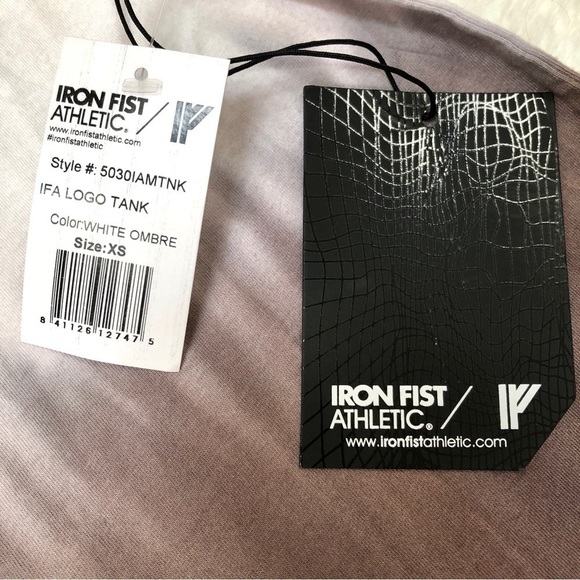 IRON FIST
ATHLETIC®
www.ironfistathletic.com
#ironfistathletic
Style #: 5030IAMTNK
IFA LOGO TANK
Color:WHITE OMBRE
Size:XS
8 41126 12747 5
IRON FIST
ATHLETIC®
www.ironfistathletic.com